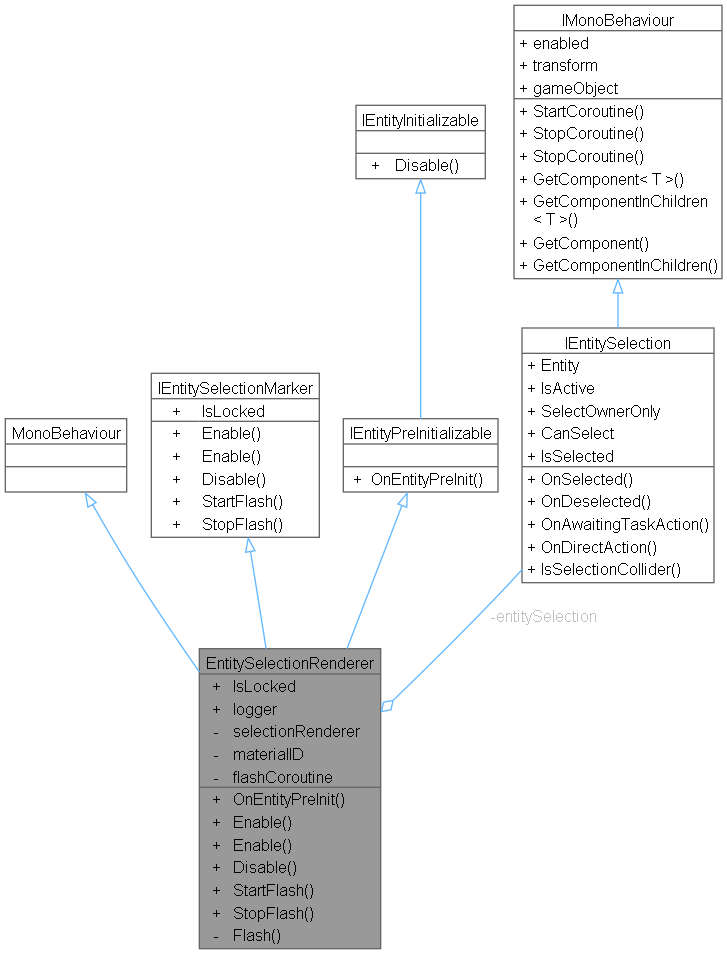 IMonoBehaviour
+ enabled
+ transform
+ gameObject
+ StartCoroutine()
+ StopCoroutine()
+ StopCoroutine()
+ GetComponent< T >()
+ GetComponentInChildren
< T >()
+ GetComponent()
+ GetComponentInChildren()
IEntityInitializable
+ Disable()
IEntitySelection
+ Entity
+ IsActive
+ SelectOwnerOnly
+ CanSelect
+ IsSelected
+ OnSelected()
+ OnDeselected()
+ OnAwaitingTaskAction()
+ OnDirectAction()
+ IsSelectionCollider()
IEntitySelectionMarker
+ IsLocked
+ Enable()
+ Enable()
+ Disable()
+ StartFlash()
+ StopFlash()
MonoBehaviour
IEntityPreInitializable
+ OnEntityPreInit()
-entitySelection
EntitySelectionRenderer
+ IsLocked
+ logger
- selectionRenderer
- materialID
- flashCoroutine
+ OnEntityPreInit()
+ Enable()
+ Enable()
+ Disable()
+ StartFlash()
+ StopFlash()
- Flash()